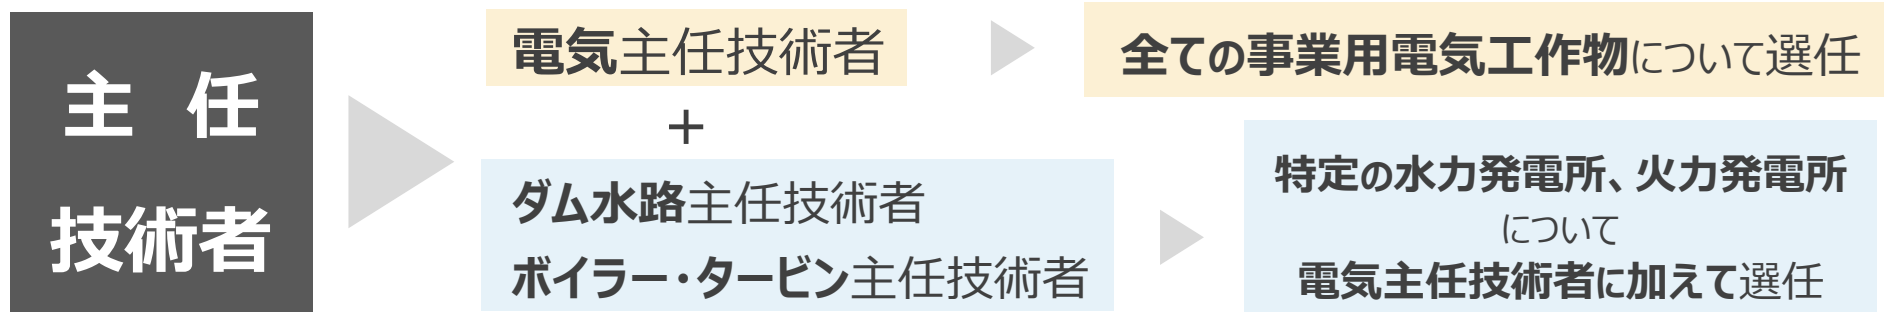 主 任
技術者
電気主任技術者
+
ダム水路主任技術者
ボイラー・タービン主任技術者
全ての事業用電気工作物について選任
特定の水力発電所、火力発電所
について
電気主任技術者に加えて選任